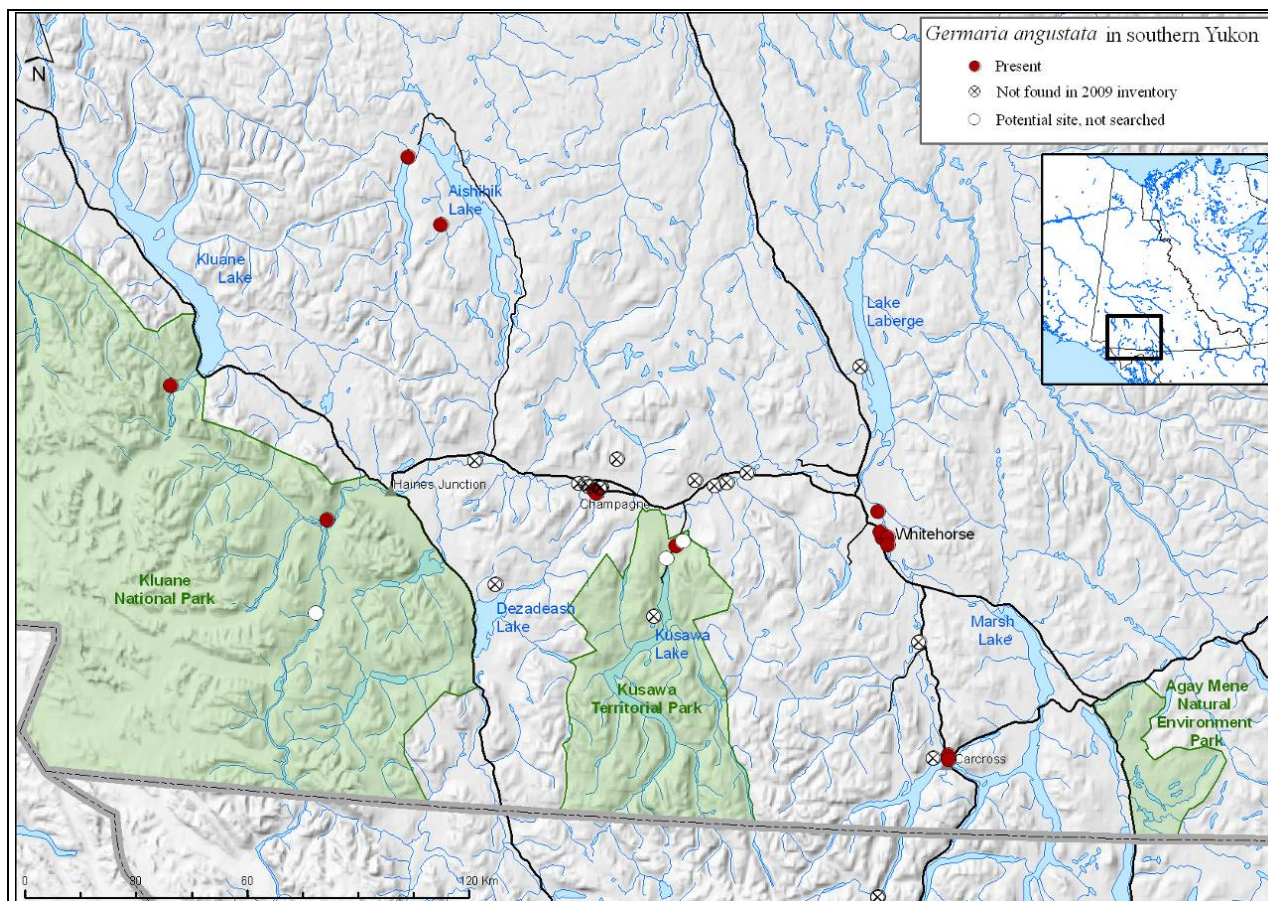 Germaria angustata in southern Yukon
Present
Not found in 2009 inventory
Potential site, not searched
N
Aishihik
Lake
Kluane
Lake
Lake
Laberge
Haines Junction
Champagne
Whitehorse
Kluane
National Park
Dezadeash
Lake
Kusawa
Lake
Marsh
Lake
Kusawa
Territorial Park
Agay Mene
Natural
Environment
Park
Carcross
0 30 60 120 Km